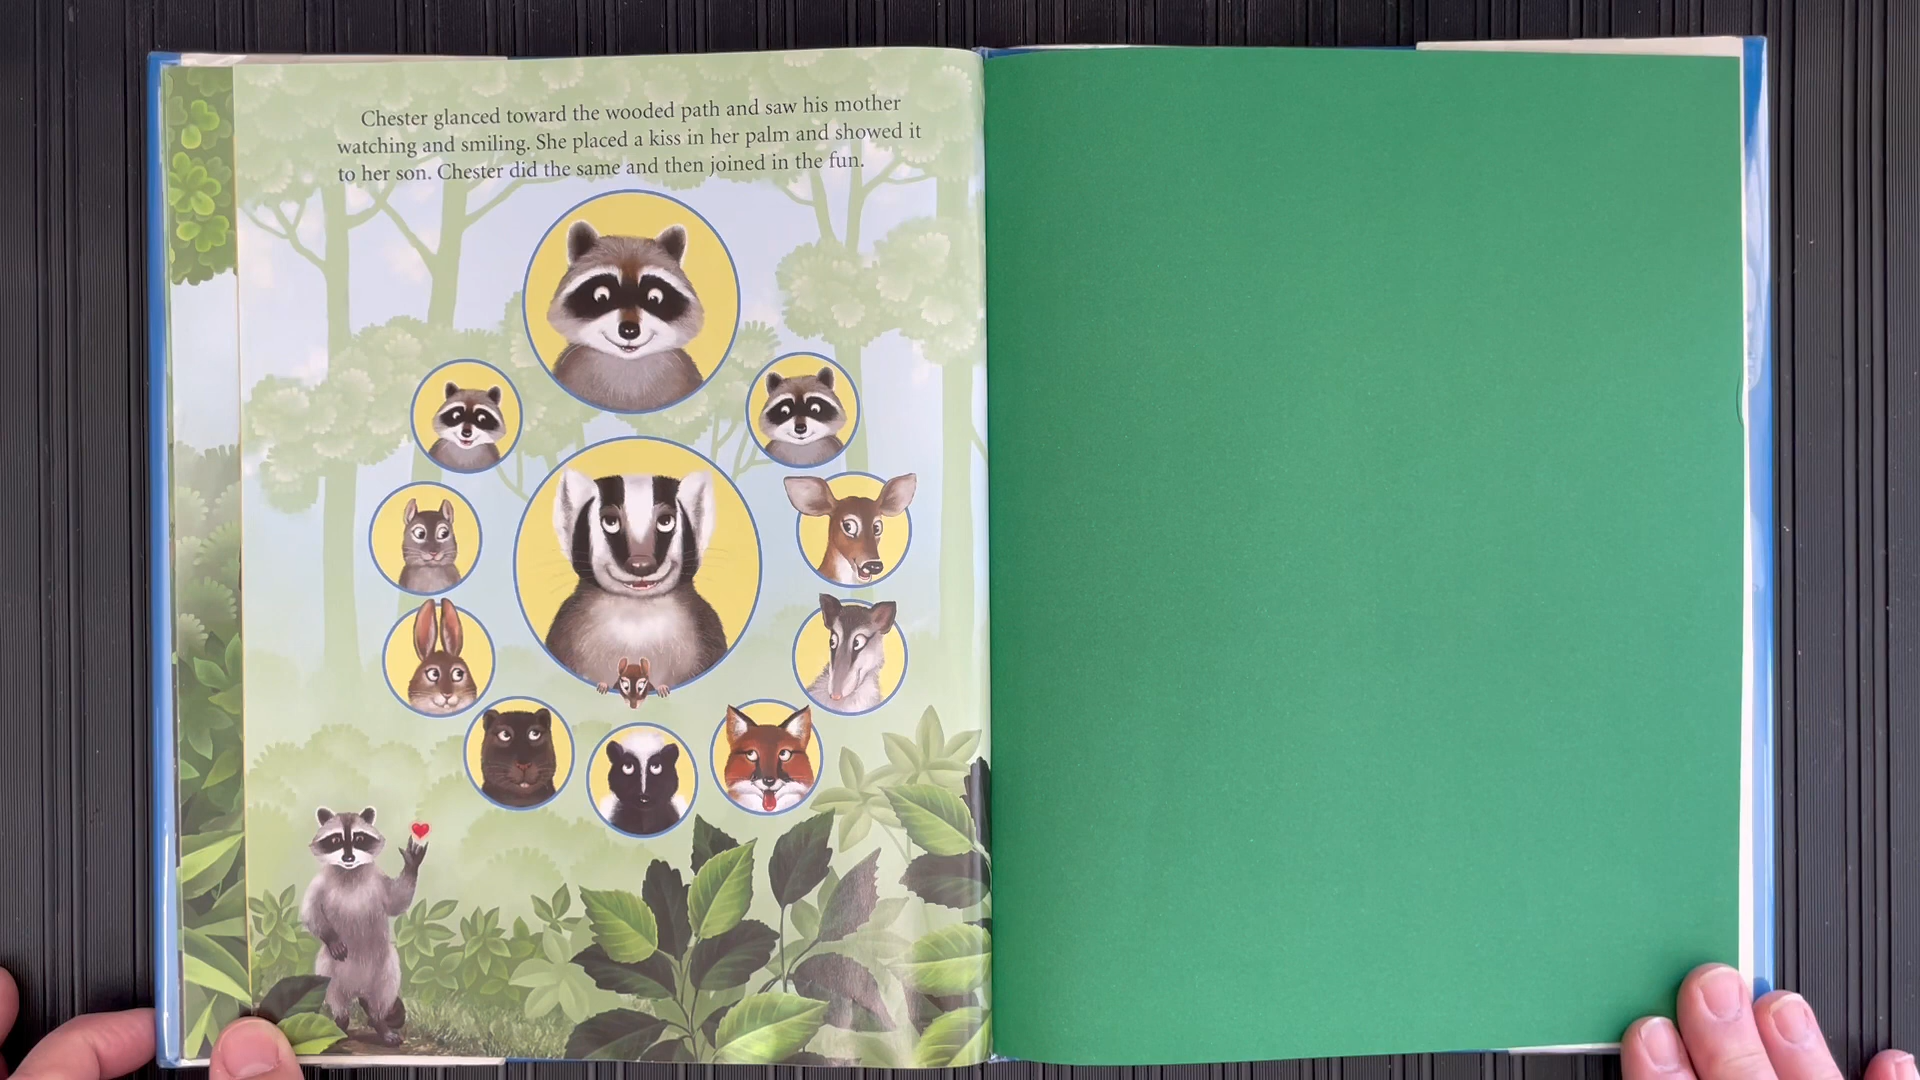 Chester glanced toward the wooded path and saw his mother
watching and smiling. She placed a kiss in her palm and showed it
to her son. Chester did the same and then joined in the fun.